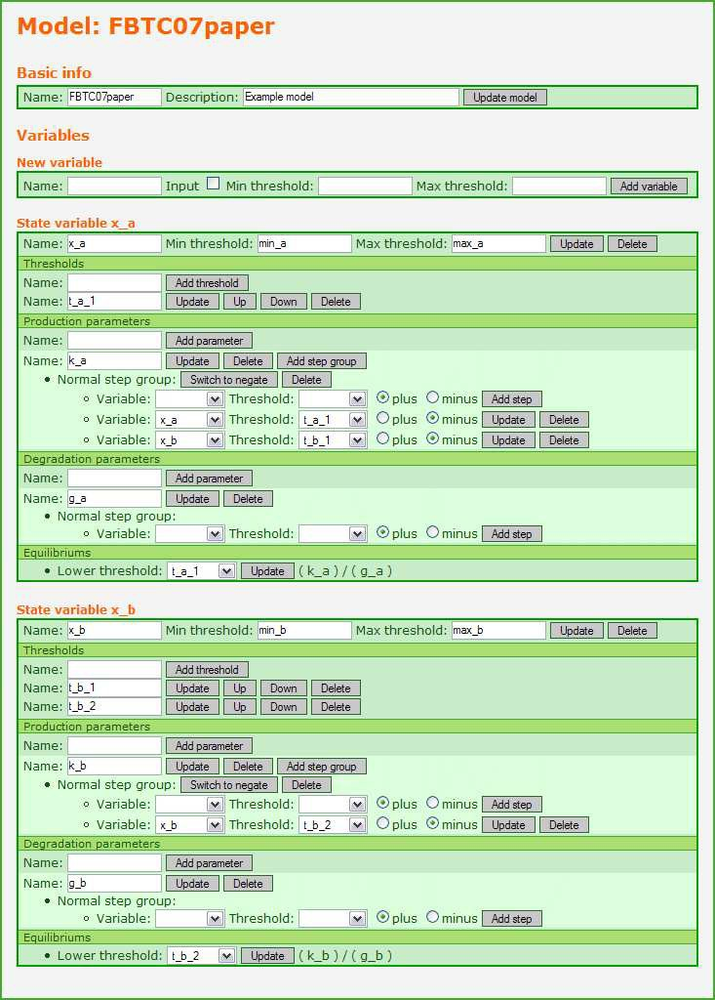 Model: FBTC07paper
Basic info
Name: FBTC07paper Description: Example model Update model
Variables
New variable
Name: Input Min threshold: Max threshold: Add variable
State variable x_a
Name: x_a Min threshold: min_a Max threshold: max_a Update Delete
Thresholds
Name: Add threshold
Name: t_a_1 Update Up Down Delete
Production parameters
Name: Add parameter
Name: k_a Update Delete Add step group
Normal step group: Switch to negate Delete
Variable: Threshold: plus minus Add step
Variable: x_a Threshold: t_a_1 plus minus Update Delete
Variable: x_b Threshold: t_b_1 plus minus Update Delete
Degradation parameters
Name: Add parameter
Name: g_a Update Delete
Normal step group:
Variable: Threshold: plus minus Add step
Equilibriums
Lower threshold: t_a_1 Update ( k_a ) / ( g_a )
State variable x_b
Name: x_b Min threshold: min_b Max threshold: max_b Update Delete
Thresholds
Name: Add threshold
Name: t_b_1 Update Up Down Delete
Name: t_b_2 Update Up Down Delete
Production parameters
Name: Add parameter
Name: k_b Update Delete Add step group
Normal step group: Switch to negate Delete
Variable: Threshold: plus minus Add step
Variable: x_b Threshold: t_b_2 plus minus Update Delete
Degradation parameters
Name: Add parameter
Name: g_b Update Delete
Normal step group:
Variable: Threshold: plus minus Add step
Equilibriums
Lower threshold: t_b_2 Update ( k_b ) / ( g_b )